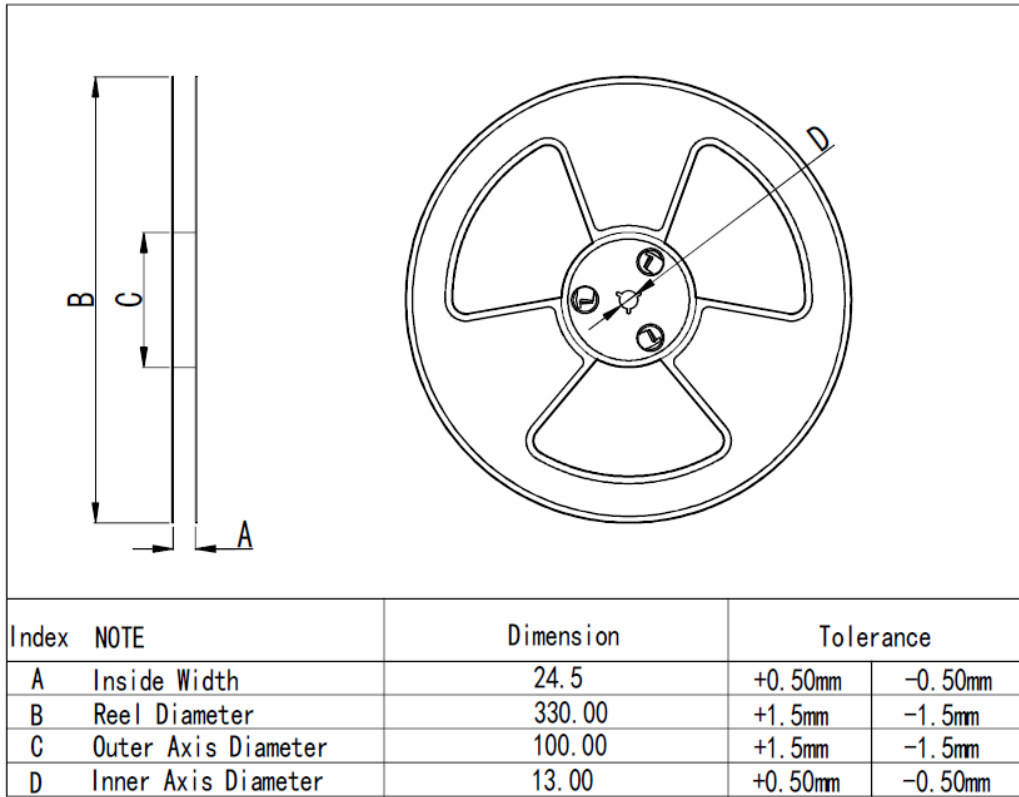 D
B
C
A
Index NOTE Dimension Tolerance
A Inside Width 24.5 +0.50mm -0.50mm
B Reel Diameter 330.00 +1.5mm -1.5mm
C Outer Axis Diameter 100.00 +1.5mm -1.5mm
D Inner Axis Diameter 13.00 +0.50mm -0.50mm